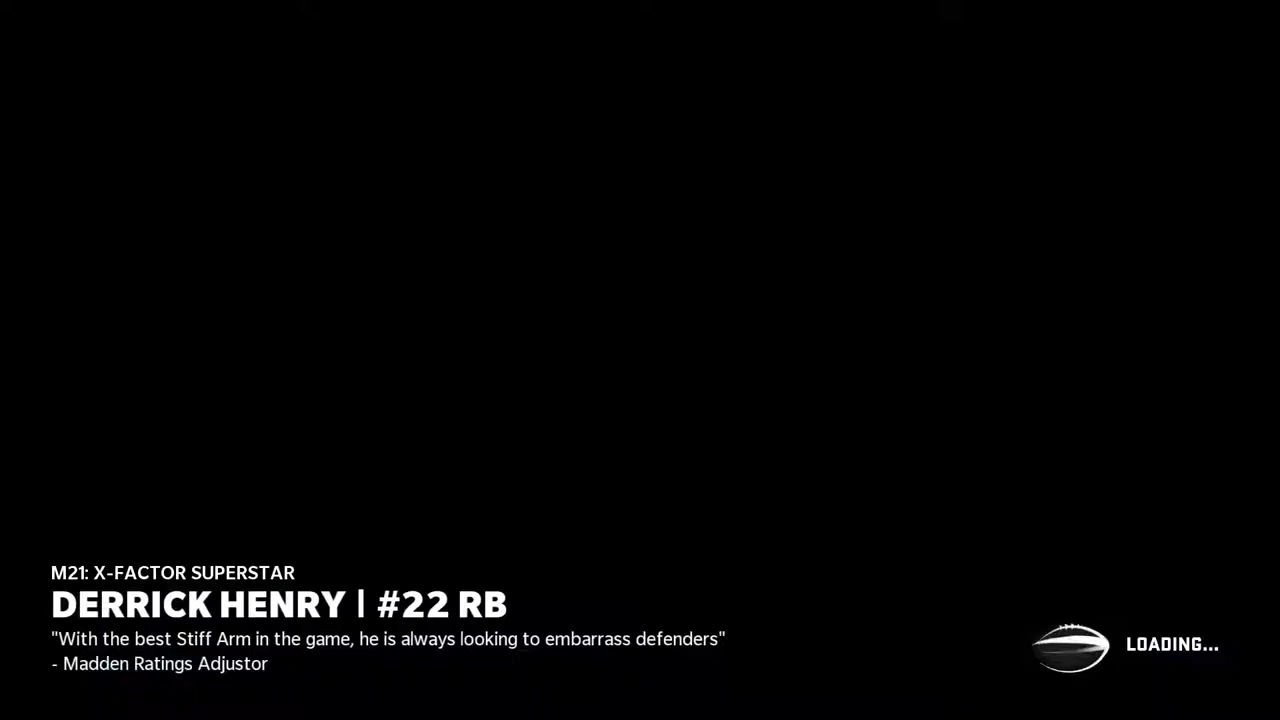 M21: X-FACTOR SUPERSTAR
DERRICK HENRY | #22 RB
"With the best Stiff Arm in the game, he is always looking to embarrass defenders"
- Madden Ratings Adjustor
LOADING...